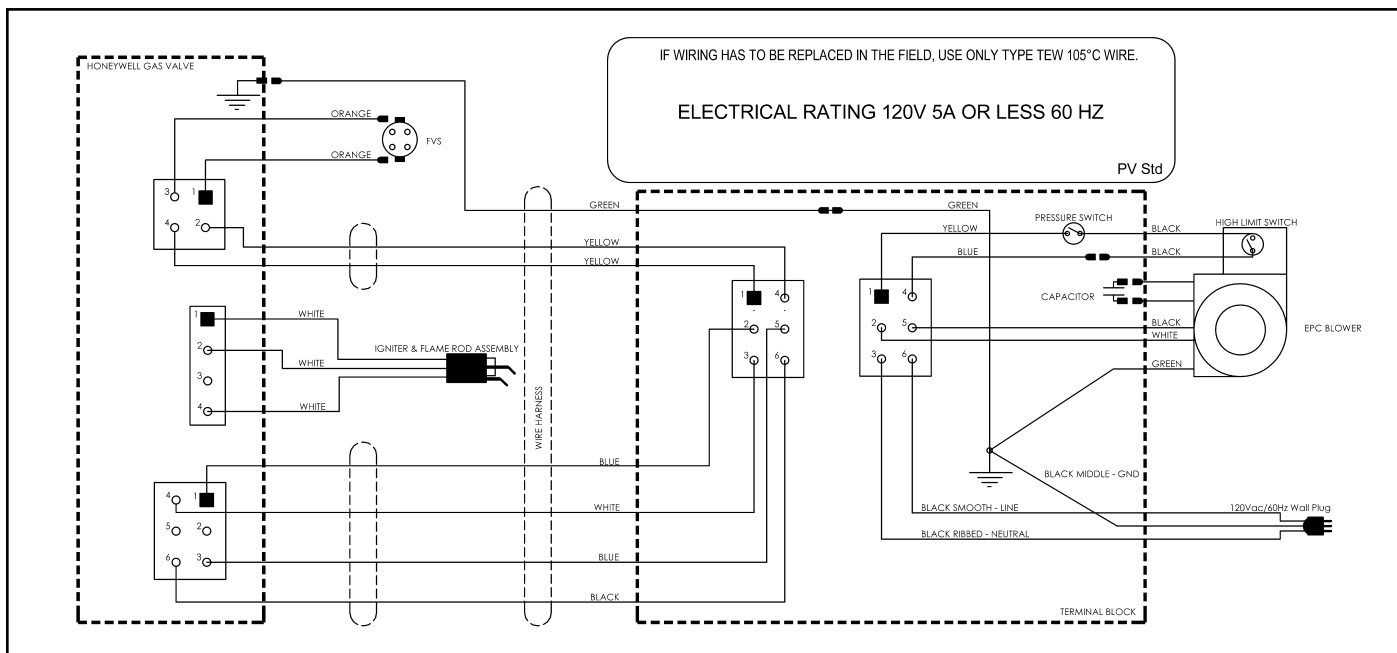 IF WIRING HAS TO BE REPLACED IN THE FIELD, USE ONLY TYPE TEW 105°C WIRE.
ELECTRICAL RATING 120V 5A OR LESS 60 HZ
PV Std
HONEYWELL GAS VALVE
ORANGE
FVS
ORANGE
3 1
4 2
GREEN
GREEN
YELLOW
YELLOW
PRESSURE SWITCH
YELLOW
BLUE
BLACK
BLACK
HIGH LIMIT SWITCH
CAPACITOR
1 4
2 5
3 6
1 4
2 5
3 6
BLACK
WHITE
GREEN
EPC BLOWER
1
2
3
4
WHITE
WHITE
WHITE
IGNITER & FLAME ROD ASSEMBLY
WIRE HARNESS
4 1
5 2
6 3
BLUE
WHITE
BLUE
BLACK
BLACK MIDDLE - GND
BLACK SMOOTH - LINE
BLACK RIBBED - NEUTRAL
120Vac/60Hz Wall Plug
TERMINAL BLOCK